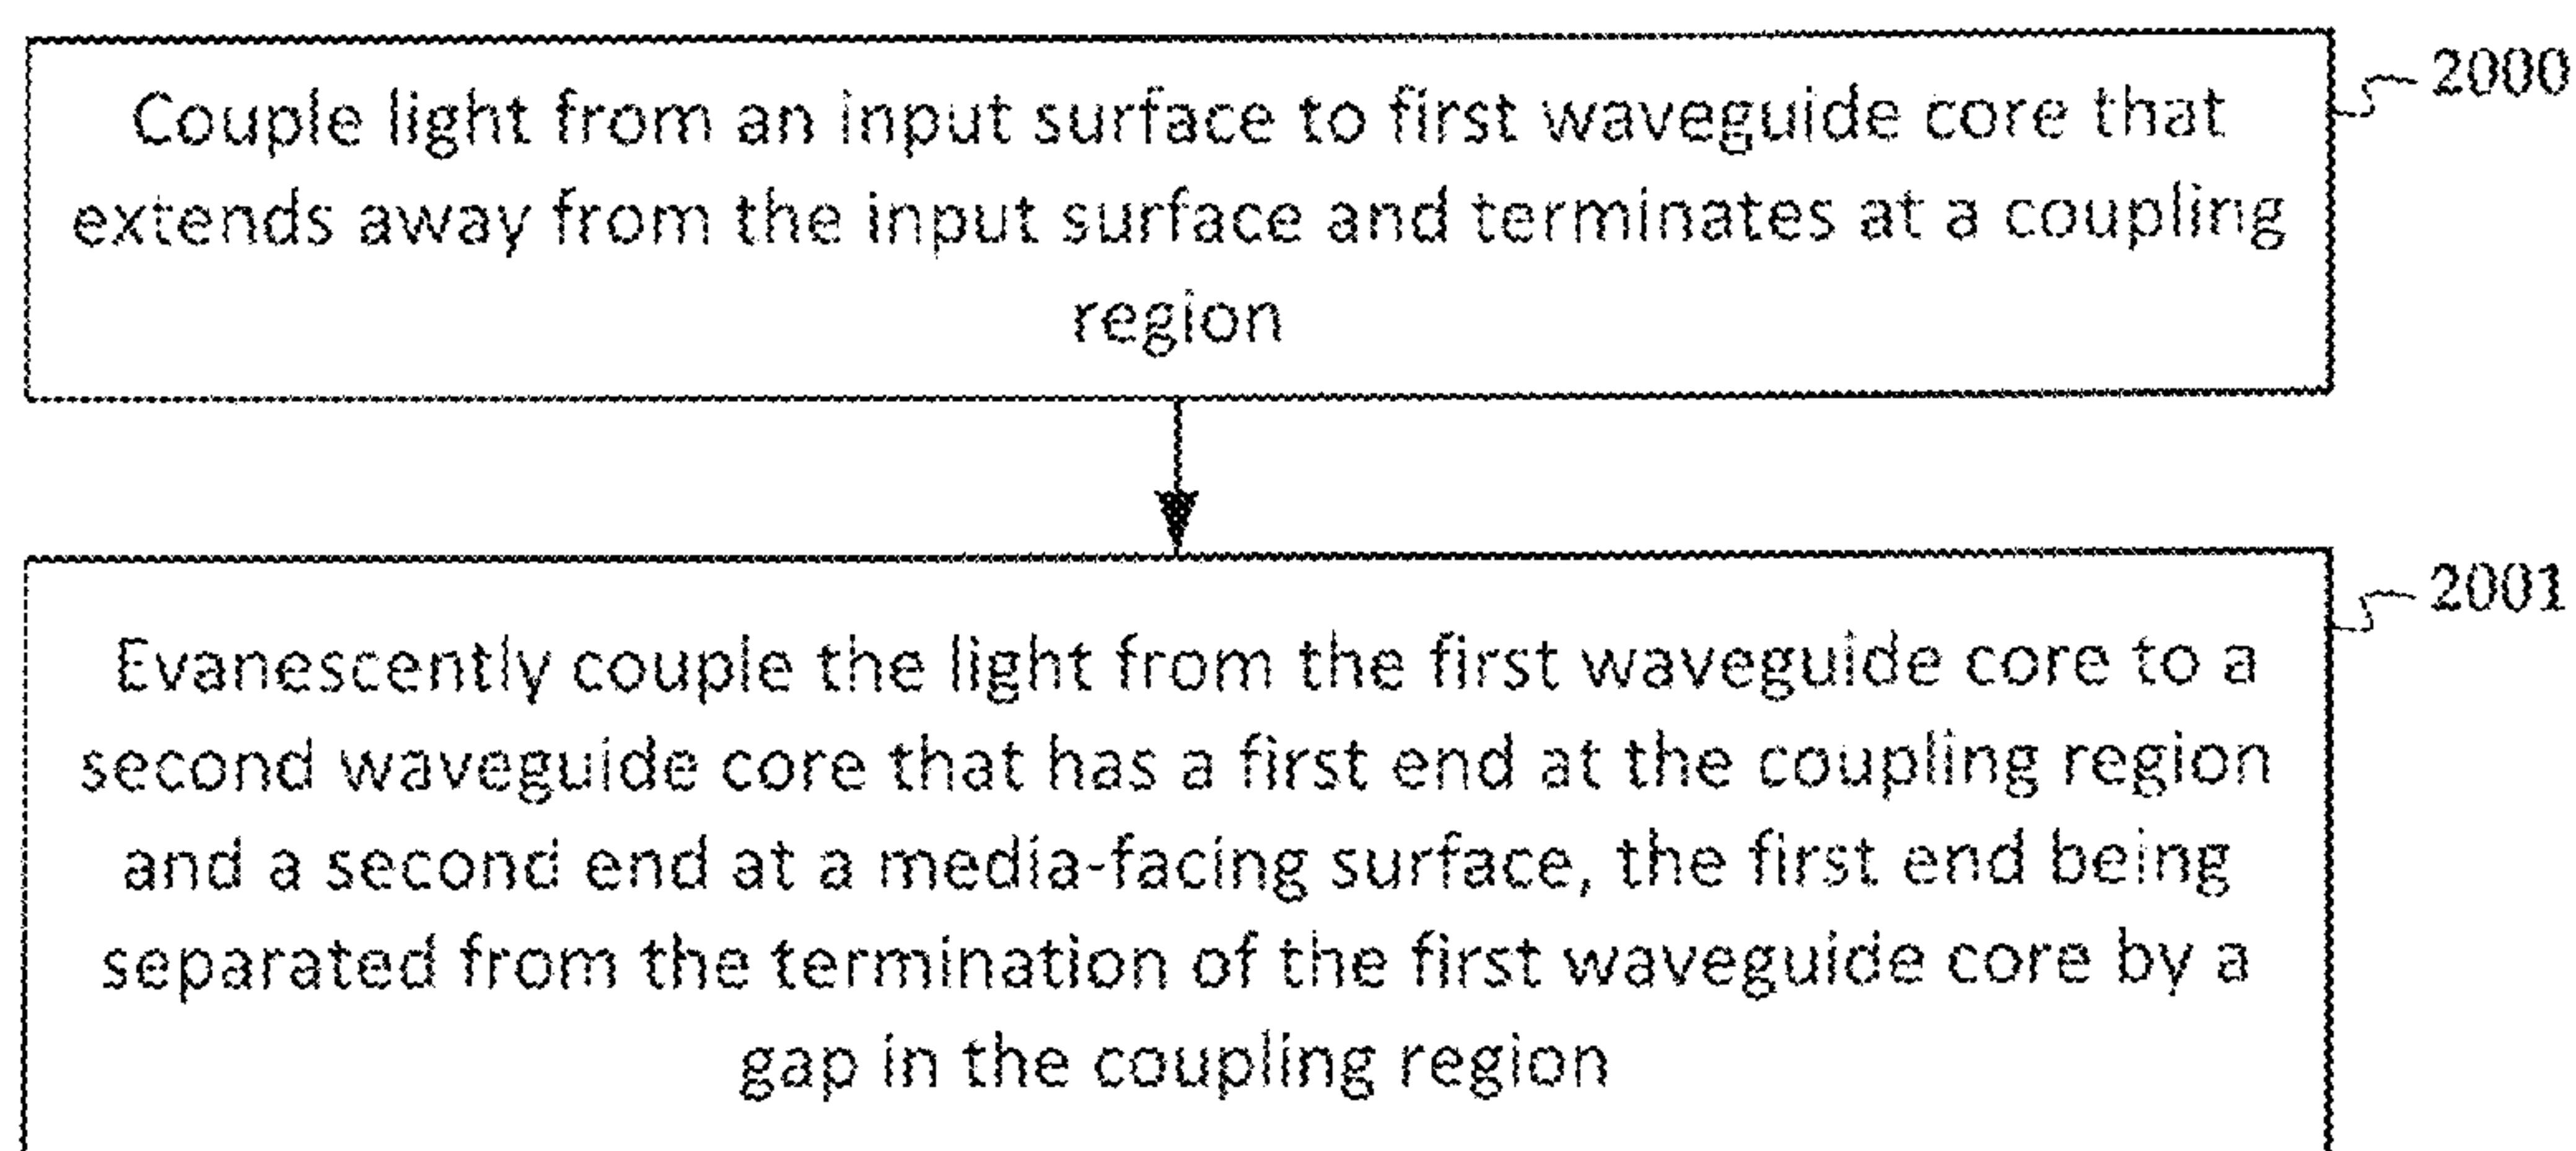 Couple light from an input surface to first waveguide core that
extends away from the input surface and terminates at a coupling
region
2000
Evanescently couple the light from the first waveguide core to a
second waveguide core that has a first end at the coupling region
and a second end at a media-facing surface, the first end being
separated from the termination of the first waveguide core by a
gap in the coupling region
2001